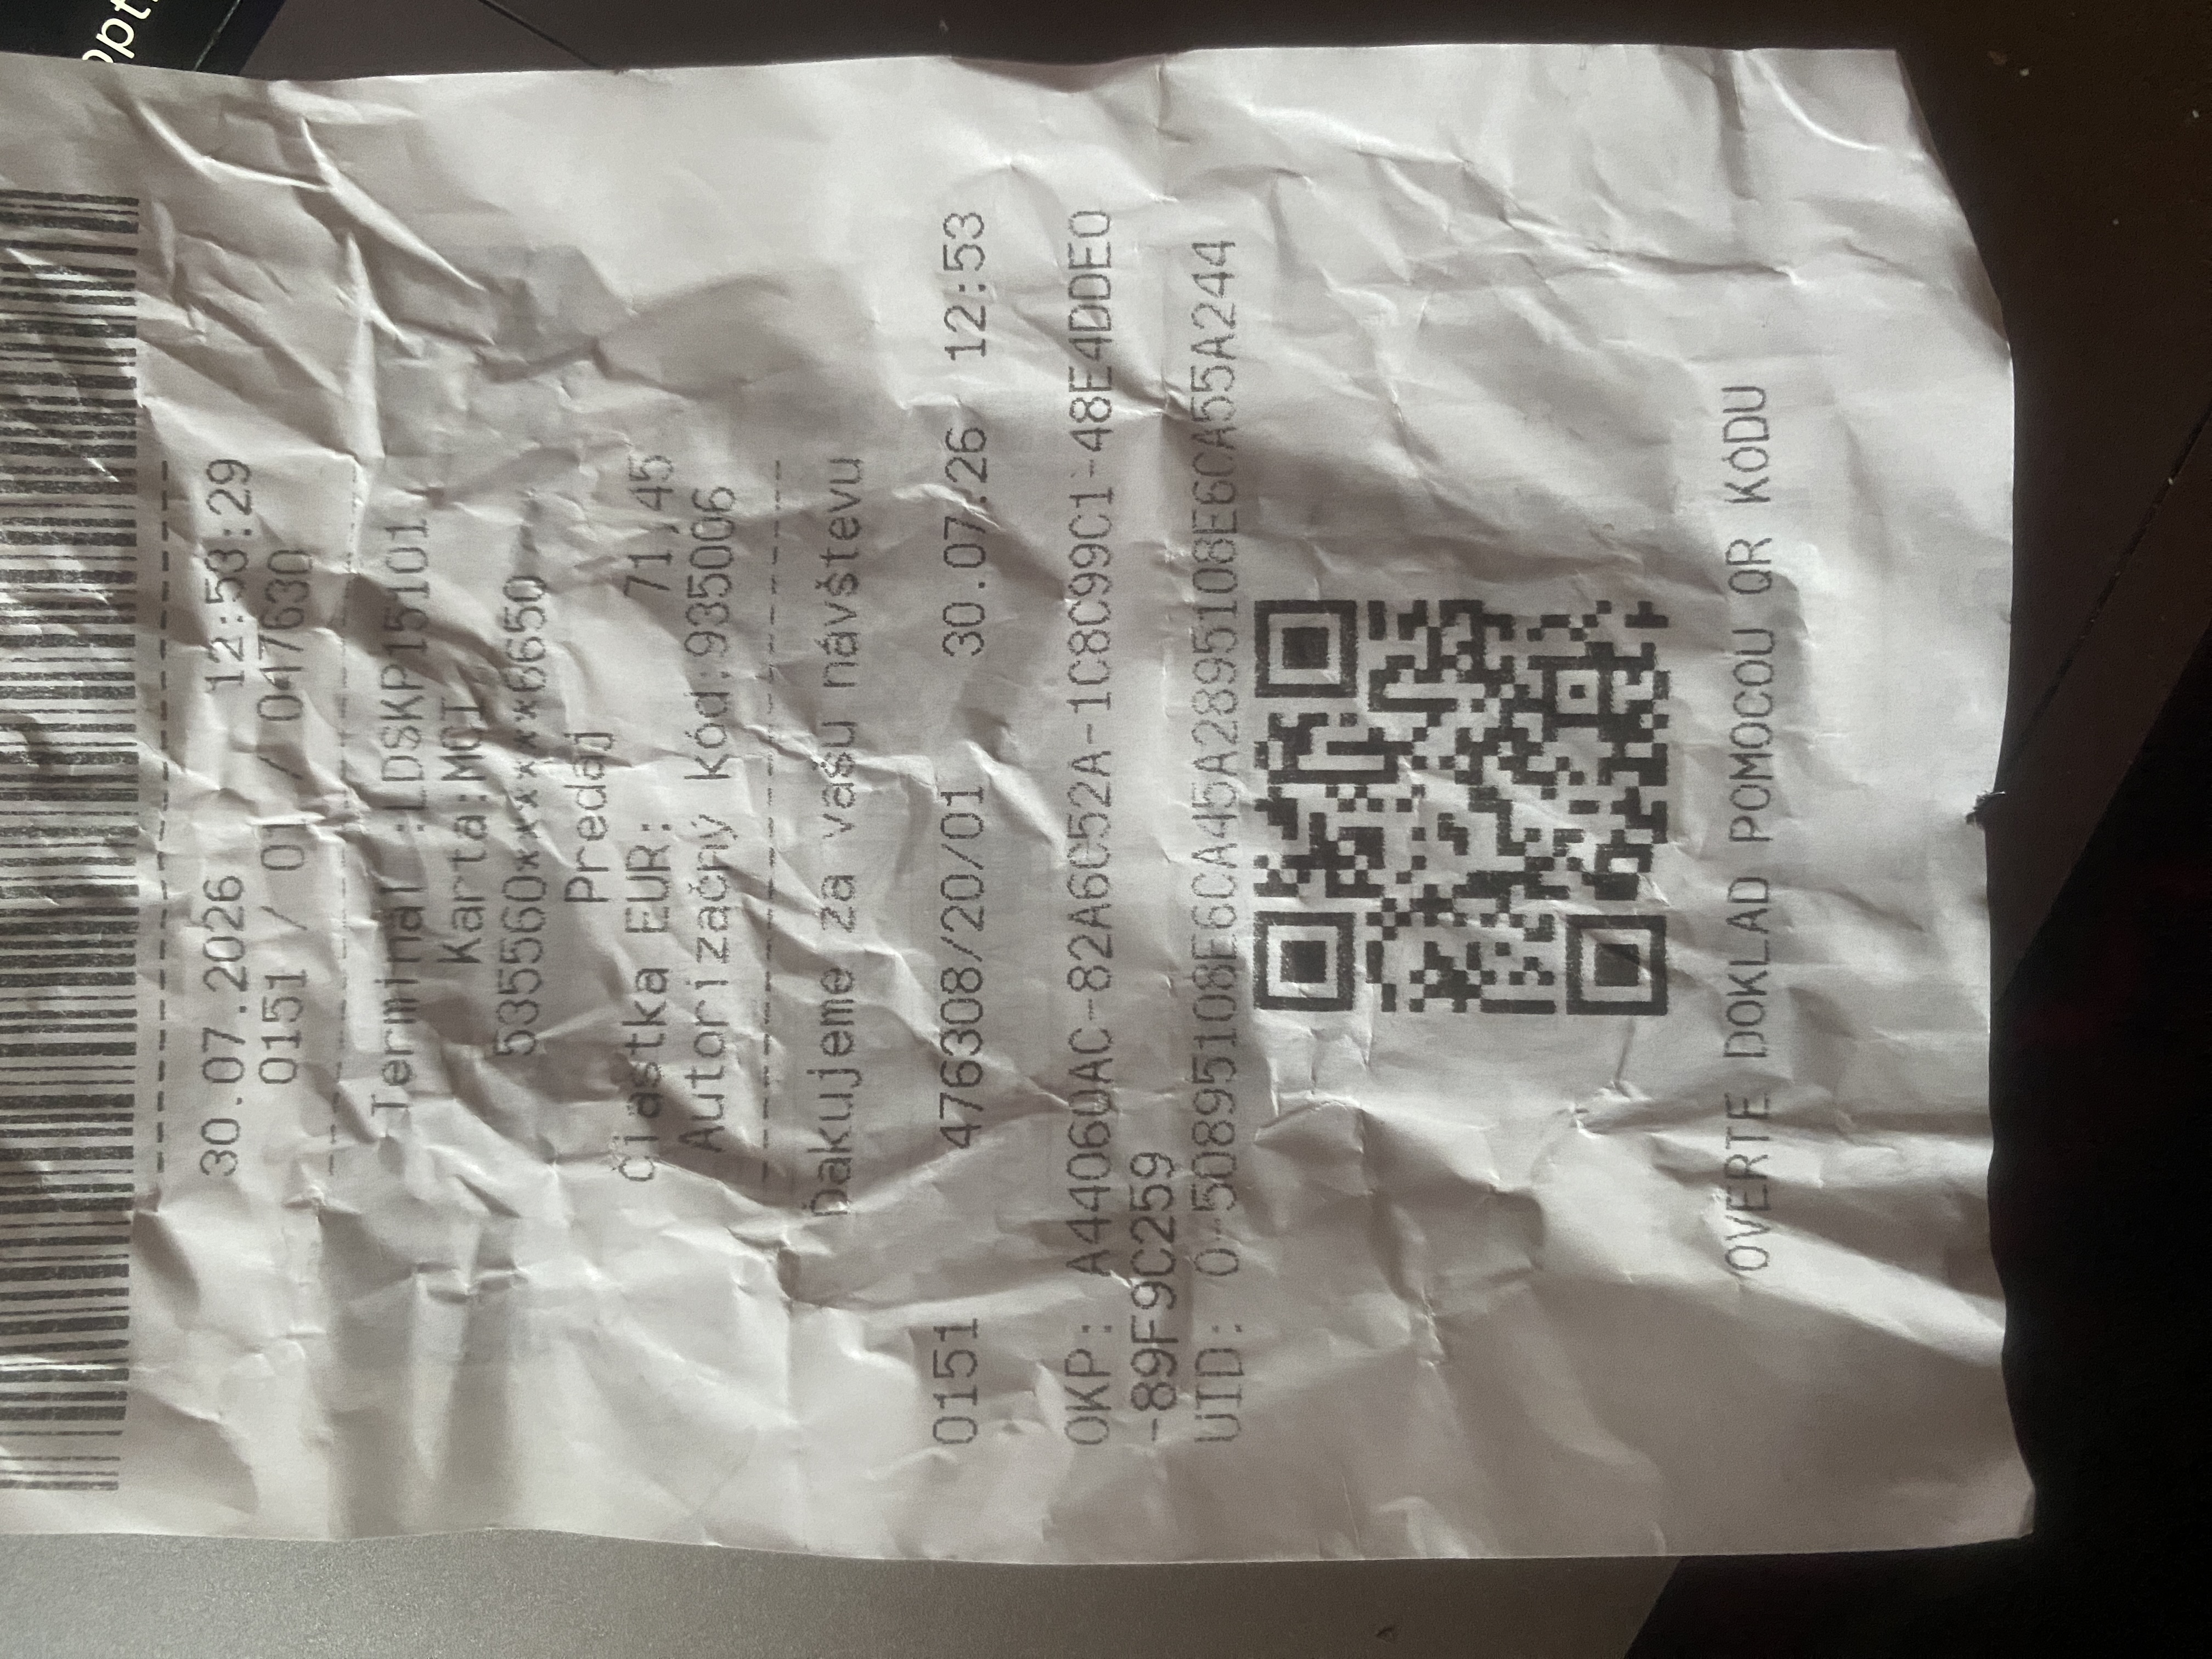 30.07.2026 12:53:29
0151 / 01 / 047630
Terminál :LDSKP15101
Karta:MCI
535560******6650
Predaj
Čiastka EUR: 71,45
Autorizačný kód:935006
Ďakujeme za vašu návštevu
0151 476308/20/01 30.07.26 12:53
OKP: A44060AC-82A6C52A-1C8C99C1-48E4DDE0
-89F9C259
UID: O-50895108E6CA45A2895108E6CA55A244
OVERTE DOKLAD POMOCOU QR KÓDU